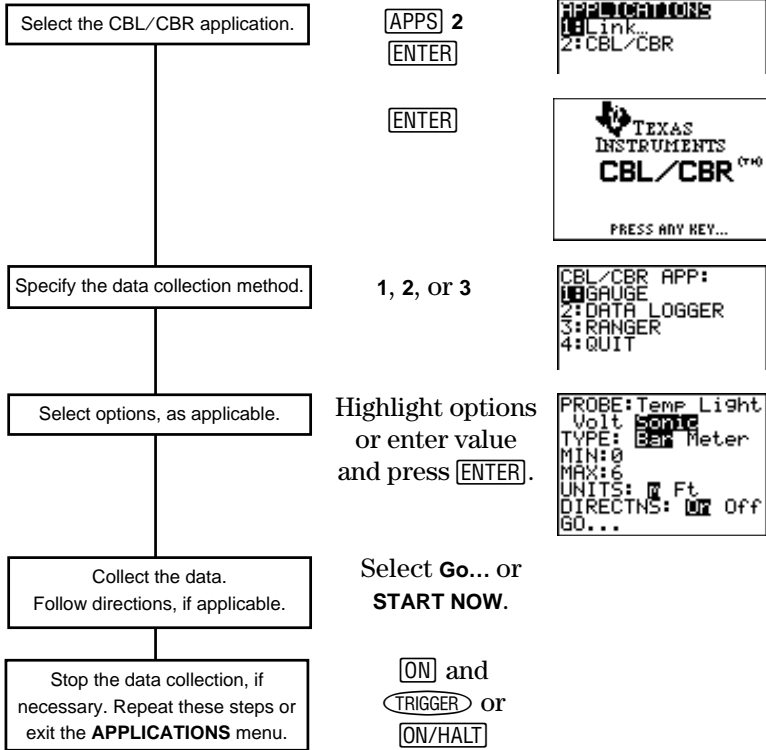 Select the CBL/CBR application.
APPS 2
ENTER
APPLICATIONS
1:Link…
2:CBL/CBR
ENTER
TEXAS
INSTRUMENTS
CBL/CBR (TM)
PRESS ANY KEY...
Specify the data collection method.
1, 2, or 3
CBL/CBR APP:
1:GAUGE
2:DATA LOGGER
3:RANGER
4:QUIT
Select options, as applicable.
Highlight options
or enter value
and press ENTER.
PROBE:Temp Light
Volt Sonic
TYPE: Bar Meter
MIN:0
MAX:6
UNITS: m Ft
DIRECTNS: On Off
GO...
Collect the data.
Follow directions, if applicable.
Select Go… or
START NOW.
Stop the data collection, if
necessary. Repeat these steps or
exit the APPLICATIONS menu.
ON and
TRIGGER or
ON/HALT